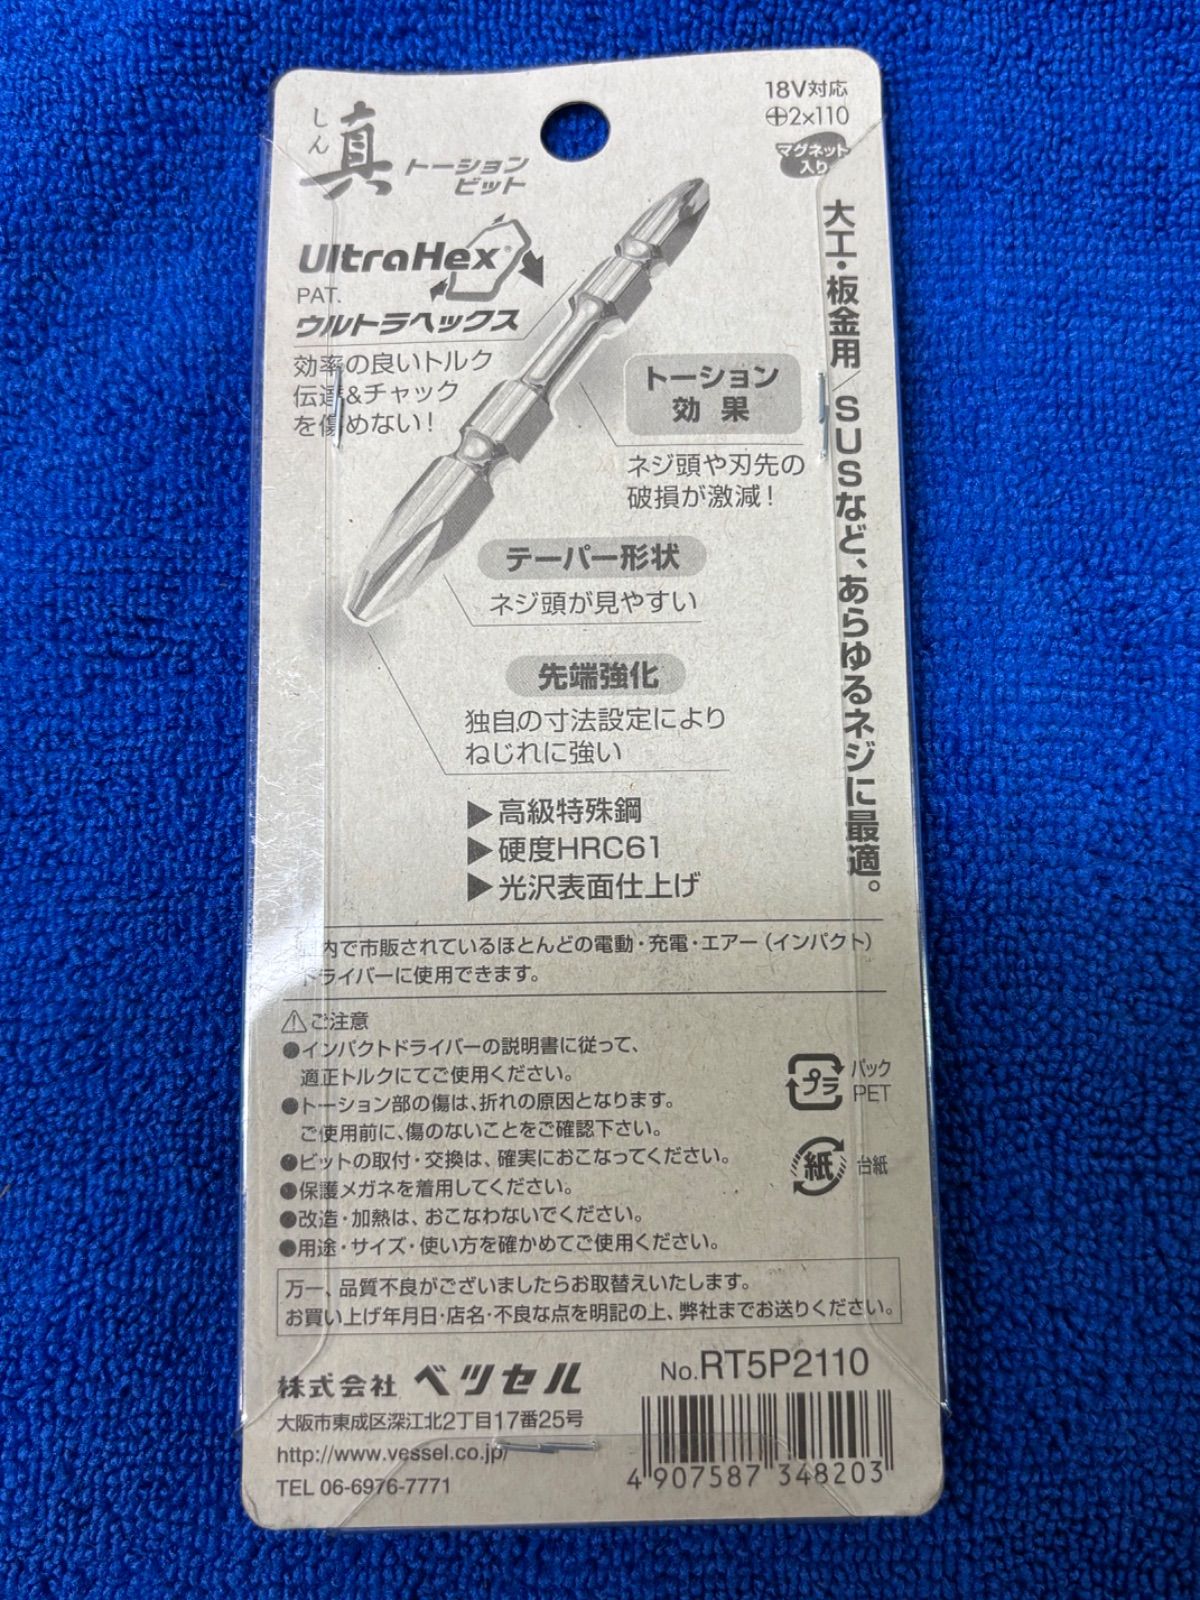 18V対応
⊕2×110
マグネット
入り
しん
真
トーション
ビット
UltraHex®
PAT.
ウルトラヘックス
効率の良いトルク
伝達&チャック
を傷めない!
大工・板金用/SUSなど、あらゆるネジに最適。
トーション
効果
ネジ頭や刃先の
破損が激減!
テーパー形状
ネジ頭が見やすい
先端強化
独自の寸法設定により
ねじれに強い
▶高級特殊鋼
▶硬度HRC61
▶光沢表面仕上げ
内で市販されているほとんどの電動・充電・エアー(インパクト)
ドライバーに使用できます。
⚠ご注意
●インパクトドライバーの説明書に従って、
適正トルクにてご使用ください。
●トーション部の傷は、折れの原因となります。
ご使用前に、傷のないことをご確認下さい。
●ビットの取付・交換は、確実におこなってください。
●保護メガネを着用してください。
●改造・加熱は、おこなわないでください。
●用途・サイズ・使い方を確かめてご使用ください。
プラ
パック
PET
紙
台紙
万一、品質不良がございましたらお取替えいたします。
お買い上げ年月日・店名・不良な点を明記の上、弊社までお送りください。
株式会社 ベッセル
大阪市東成区深江北2丁目17番25号
http://www.vessel.co.jp/
TEL 06-6976-7771
No.RT5P2110
4 907587 348203